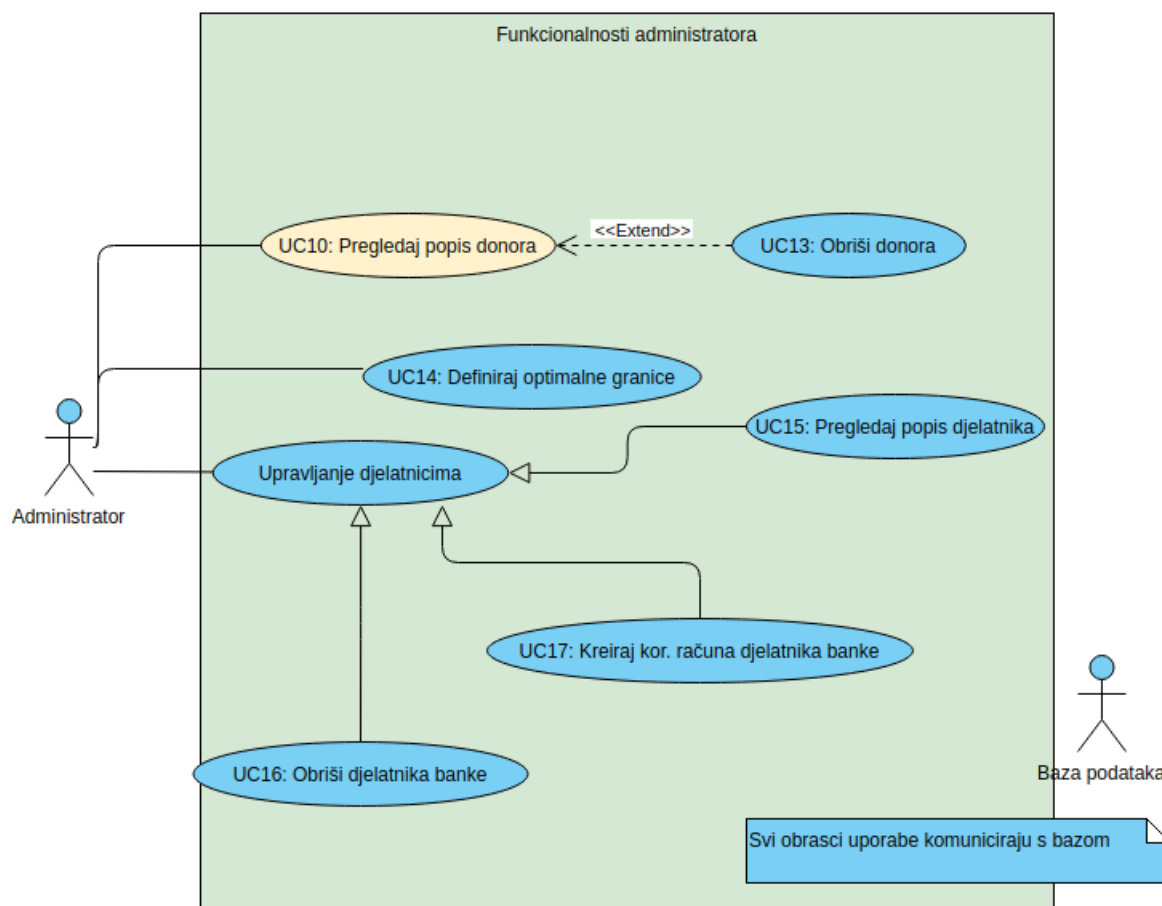 Funkcionalnosti administratora
UC10: Pregledaj popis donora
<<Extend>>
UC13: Obriši donora
UC14: Definiraj optimalne granice
UC15: Pregledaj popis djelatnika
Upravljanje djelatnicima
Administrator
UC17: Kreiraj kor. računa djelatnika banke
UC16: Obriši djelatnika banke
Baza podataka
Svi obrasci uporabe komuniciraju s bazom